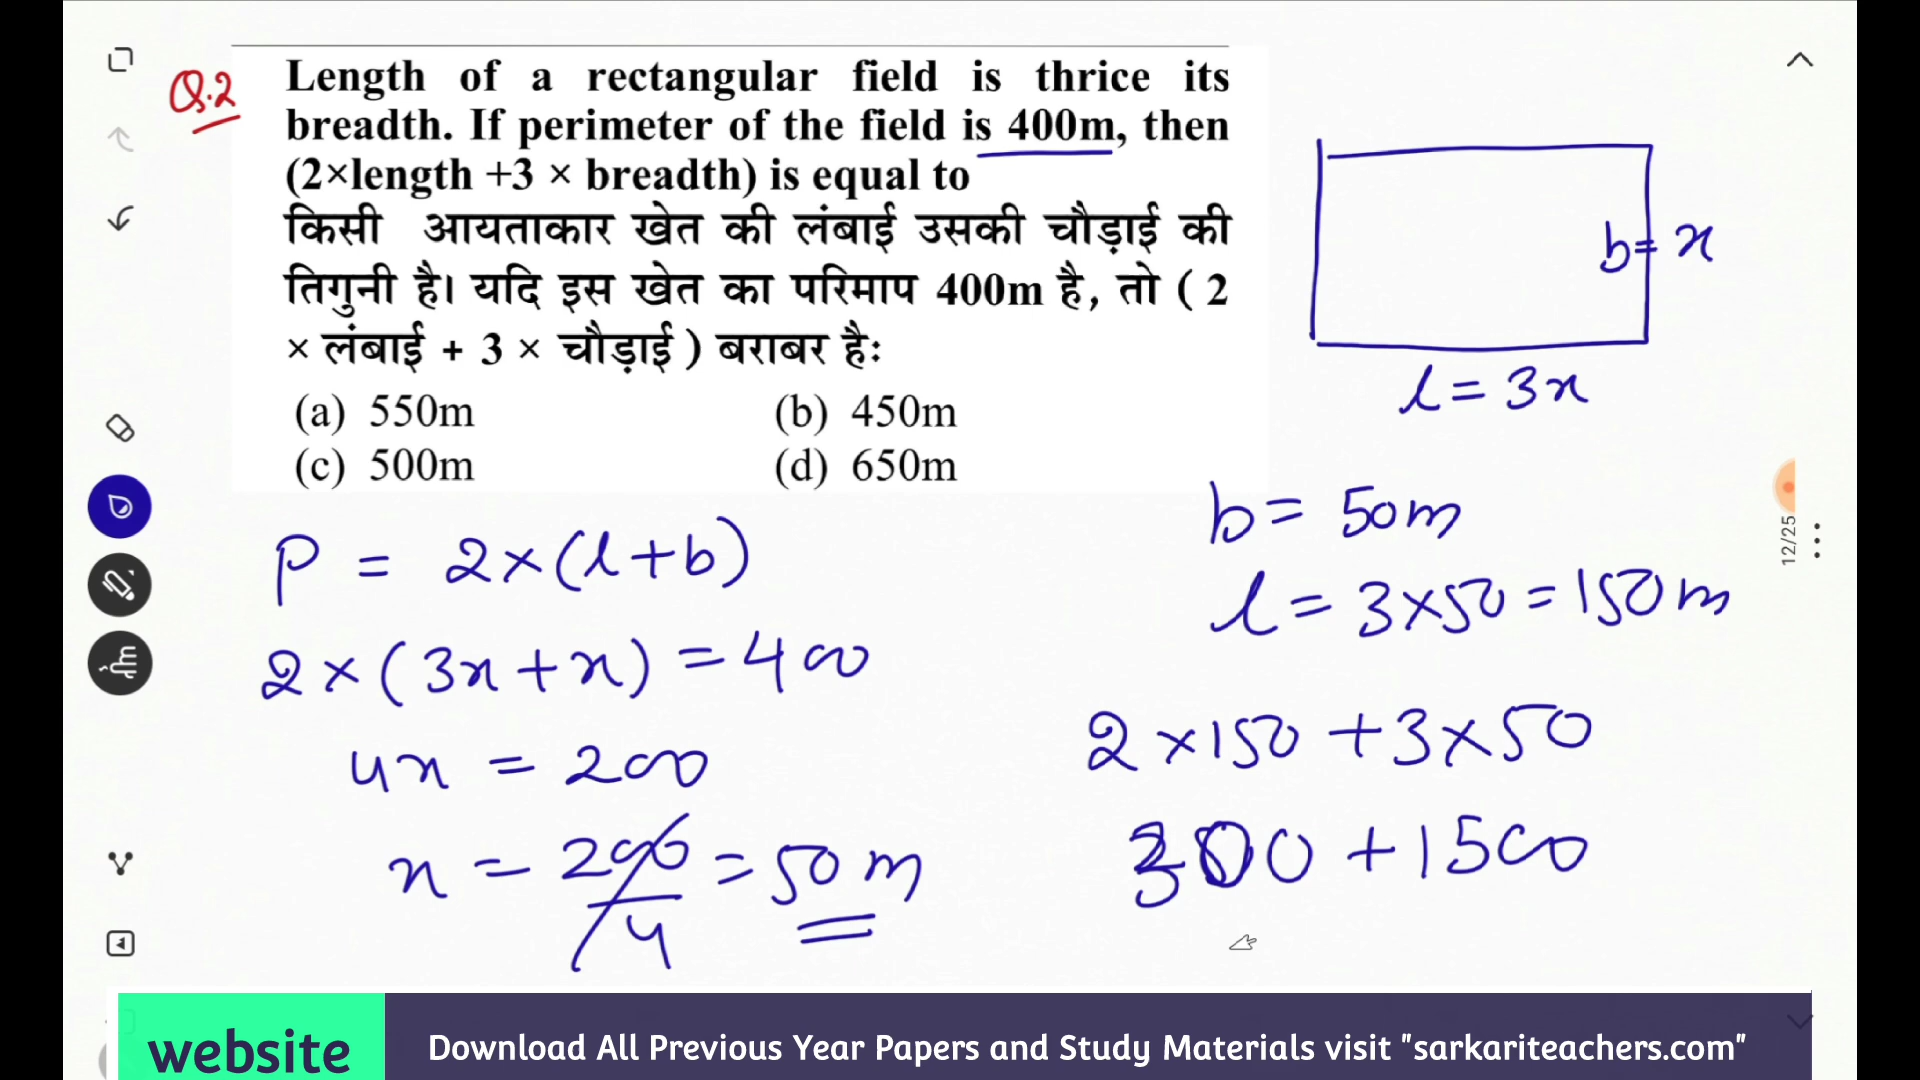 Q.2
Length of a rectangular field is thrice its
breadth. If perimeter of the field is 400m, then
(2×length +3 × breadth) is equal to
किसी आयताकार खेत की लंबाई उसकी चौड़ाई की
तिगुनी है। यदि इस खेत का परिमाप 400m है, तो ( 2
× लंबाई + 3 × चौड़ाई ) बराबर हैः
(a) 550m (b) 450m
(c) 500m (d) 650m
b= x
l = 3x
P = 2×(l+b)
2×(3x+x) = 400
4x = 200
x = 200/4 = 50 m
b = 50m
l = 3×50 = 150m
2×150 +3×50
300 +1500
12/25
website
Download All Previous Year Papers and Study Materials visit "sarkariteachers.com"